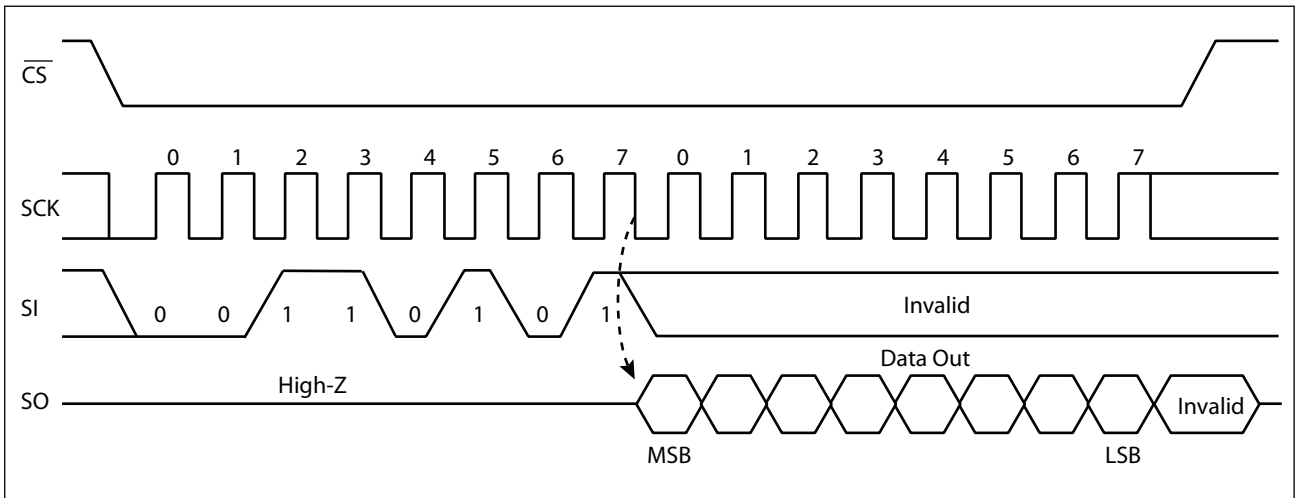 CS
0 1 2 3 4 5 6 7 0 1 2 3 4 5 6 7
SCK
SI
0 0 1 1 0 1 0 1
Invalid
Data Out
High-Z
SO
Invalid
MSB
LSB